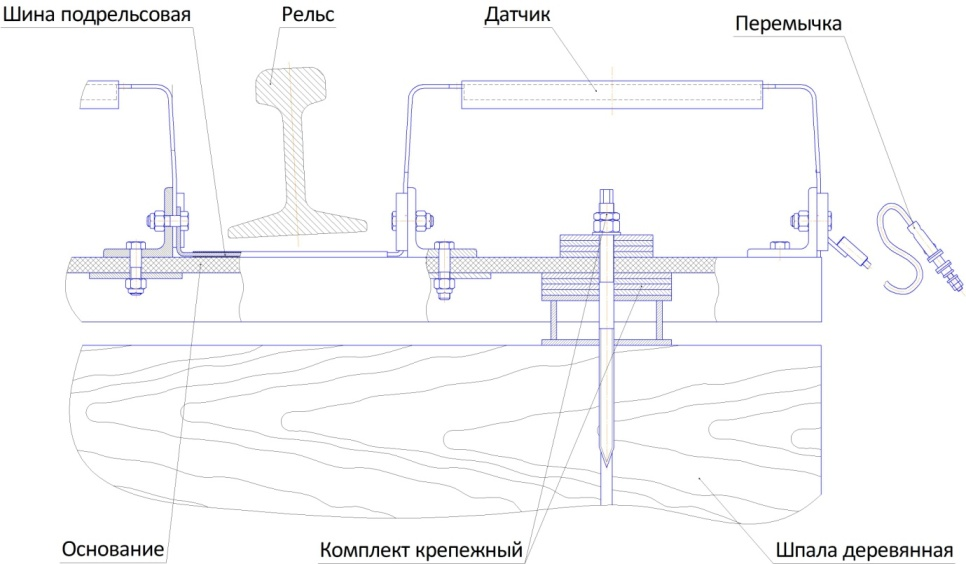 Шина подрельсовая
Рельс
Датчик
Перемычка
Основание
Комплект крепежный
Шпала деревянная